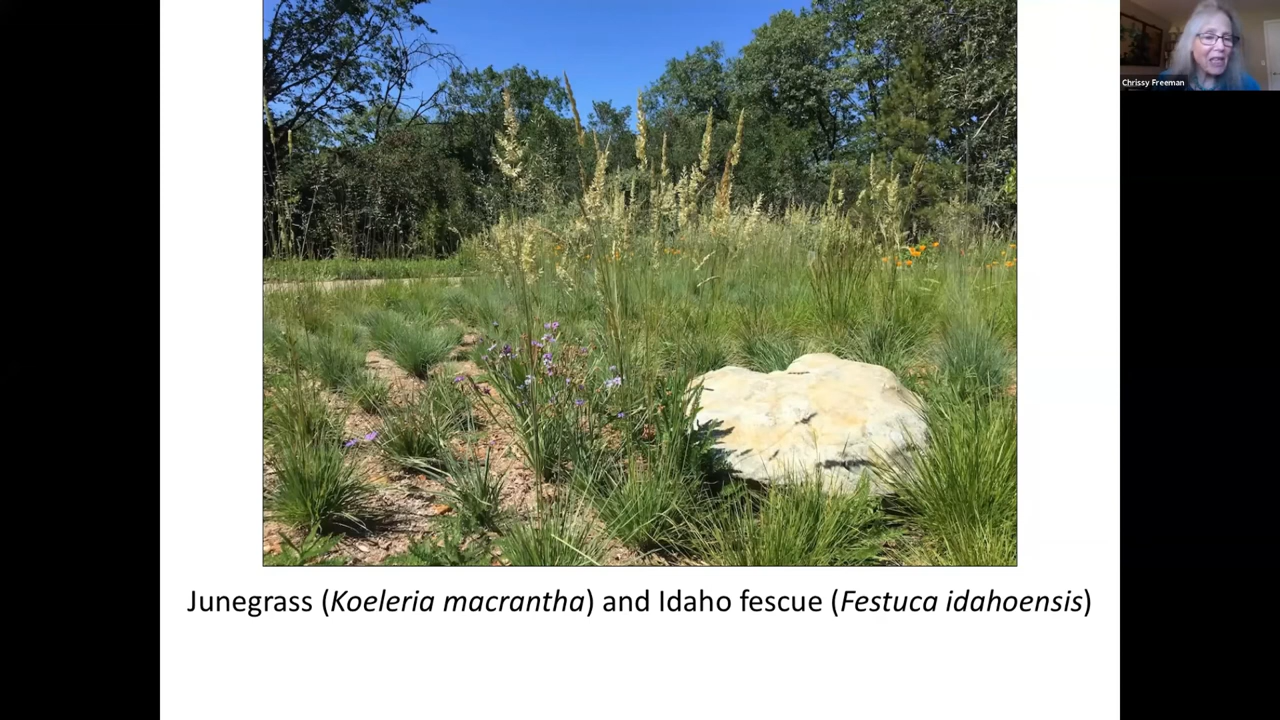 Chrissy Freeman
Junegrass (Koeleria macrantha) and Idaho fescue (Festuca idahoensis)